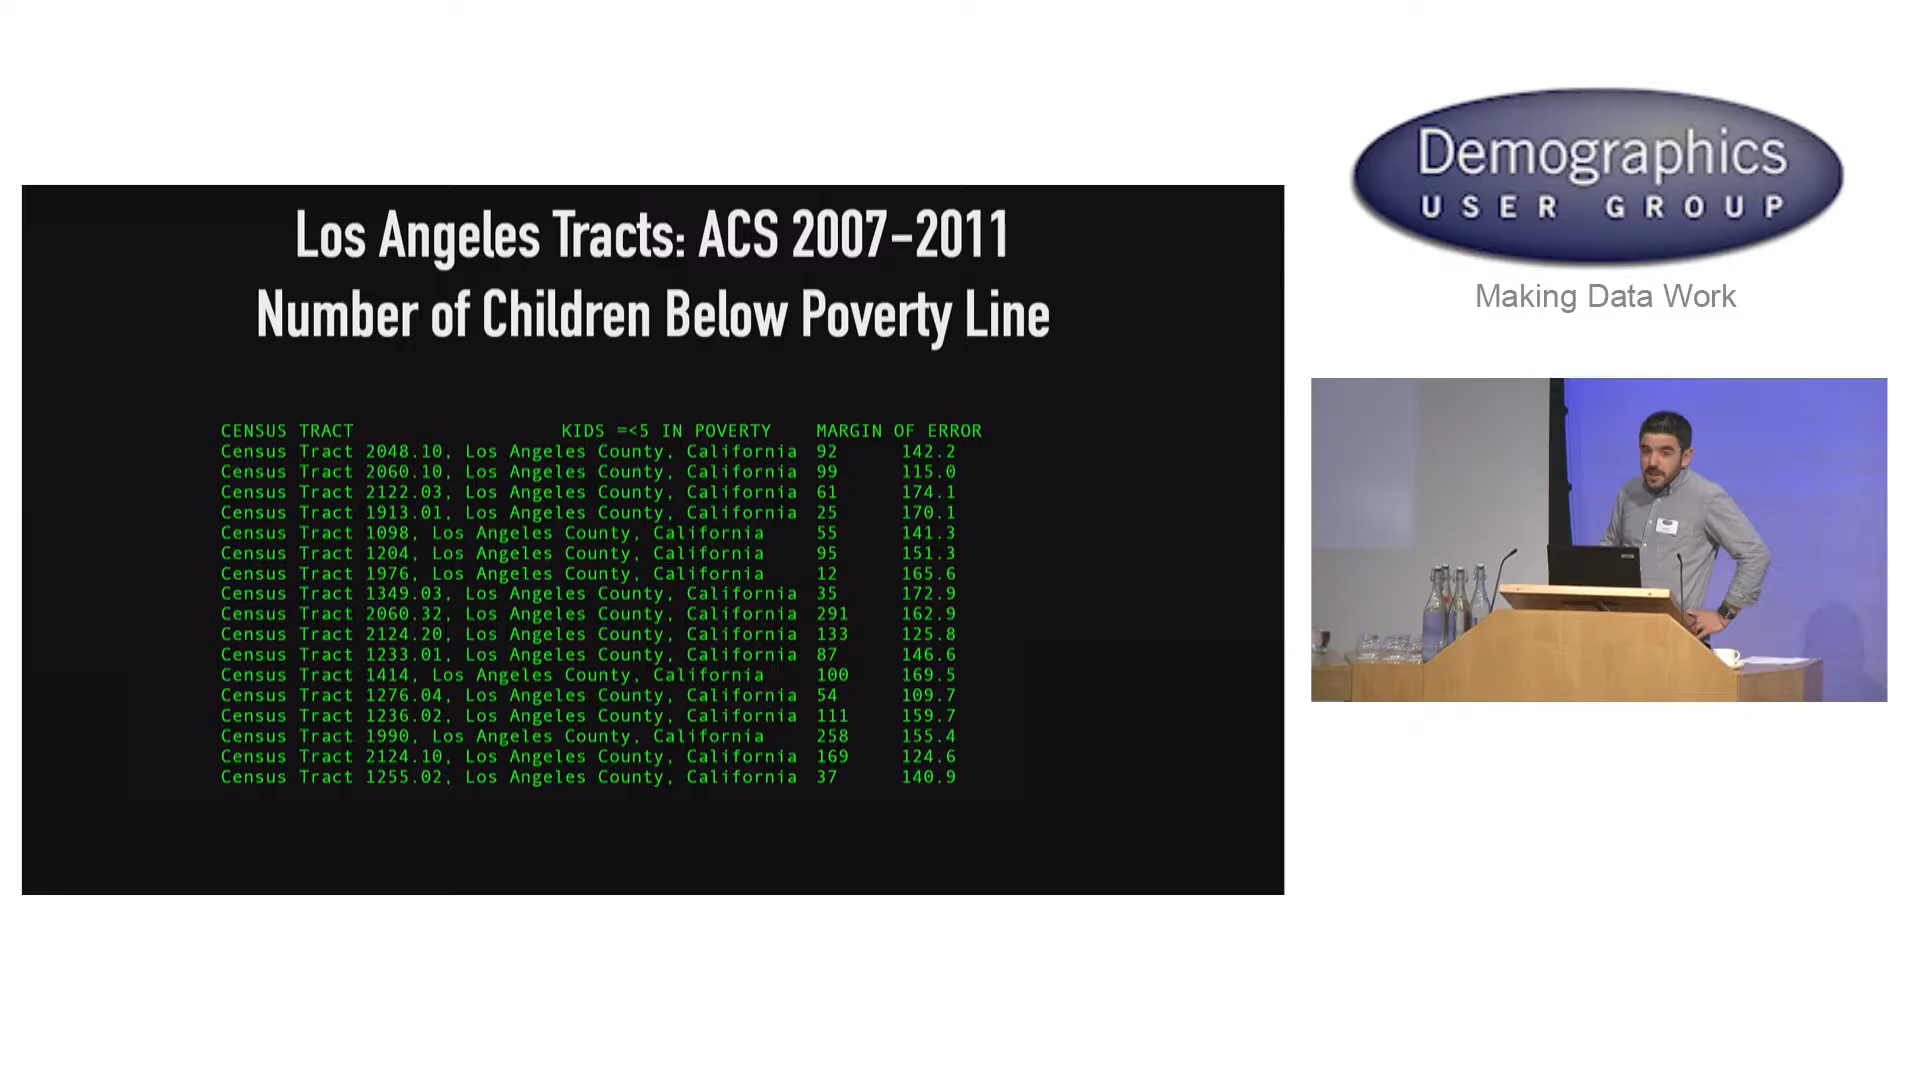 Los Angeles Tracts: ACS 2007–2011
Number of Children Below Poverty Line
CENSUS TRACT KIDS =<5 IN POVERTY MARGIN OF ERROR
Census Tract 2048.10, Los Angeles County, California 92 142.2
Census Tract 2060.10, Los Angeles County, California 99 115.0
Census Tract 2122.03, Los Angeles County, California 61 174.1
Census Tract 1913.01, Los Angeles County, California 25 170.1
Census Tract 1098, Los Angeles County, California 55 141.3
Census Tract 1204, Los Angeles County, California 95 151.3
Census Tract 1976, Los Angeles County, California 12 165.6
Census Tract 1349.03, Los Angeles County, California 35 172.9
Census Tract 2060.32, Los Angeles County, California 291 162.9
Census Tract 2124.20, Los Angeles County, California 133 125.8
Census Tract 1233.01, Los Angeles County, California 87 146.6
Census Tract 1414, Los Angeles County, California 100 169.5
Census Tract 1276.04, Los Angeles County, California 54 109.7
Census Tract 1236.02, Los Angeles County, California 111 159.7
Census Tract 1990, Los Angeles County, California 258 155.4
Census Tract 2124.10, Los Angeles County, California 169 124.6
Census Tract 1255.02, Los Angeles County, California 37 140.9
Demographics
USER GROUP
Making Data Work